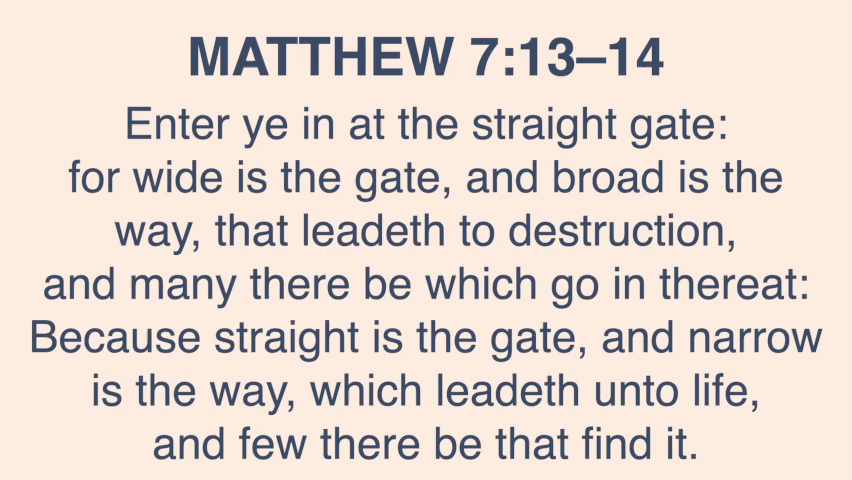 MATTHEW 7:13–14
Enter ye in at the straight gate:
for wide is the gate, and broad is the
way, that leadeth to destruction,
and many there be which go in thereat:
Because straight is the gate, and narrow
is the way, which leadeth unto life,
and few there be that find it.